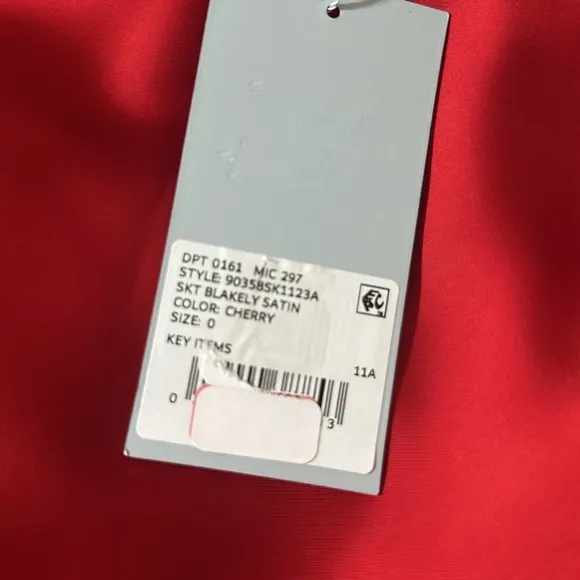 DPT 0161 MIC 297
STYLE: 90358SK1123A
SKT BLAKELY SATIN
COLOR: CHERRY
SIZE: 0
KEY ITEMS
11A
0 3